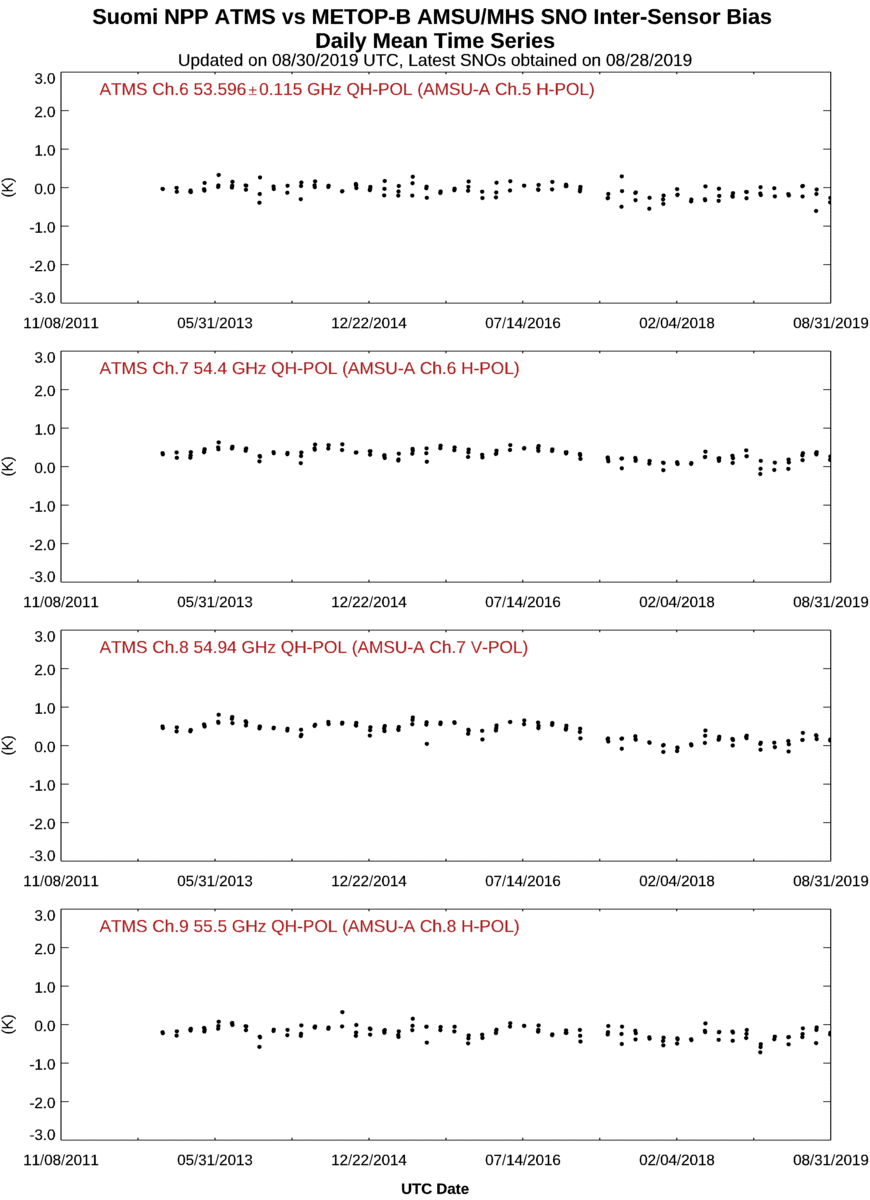 Suomi NPP ATMS vs METOP-B AMSU/MHS SNO Inter-Sensor Bias
Daily Mean Time Series
Updated on 08/30/2019 UTC, Latest SNOs obtained on 08/28/2019
ATMS Ch.6 53.596±0.115 GHz QH-POL (AMSU-A Ch.5 H-POL)
3.0
2.0
1.0
0.0
-1.0
-2.0
-3.0
(K)
11/08/2011 05/31/2013 12/22/2014 07/14/2016 02/04/2018 08/31/2019
ATMS Ch.7 54.4 GHz QH-POL (AMSU-A Ch.6 H-POL)
3.0
2.0
1.0
0.0
-1.0
-2.0
-3.0
(K)
11/08/2011 05/31/2013 12/22/2014 07/14/2016 02/04/2018 08/31/2019
ATMS Ch.8 54.94 GHz QH-POL (AMSU-A Ch.7 V-POL)
3.0
2.0
1.0
0.0
-1.0
-2.0
-3.0
(K)
11/08/2011 05/31/2013 12/22/2014 07/14/2016 02/04/2018 08/31/2019
ATMS Ch.9 55.5 GHz QH-POL (AMSU-A Ch.8 H-POL)
3.0
2.0
1.0
0.0
-1.0
-2.0
-3.0
(K)
11/08/2011 05/31/2013 12/22/2014 07/14/2016 02/04/2018 08/31/2019
UTC Date